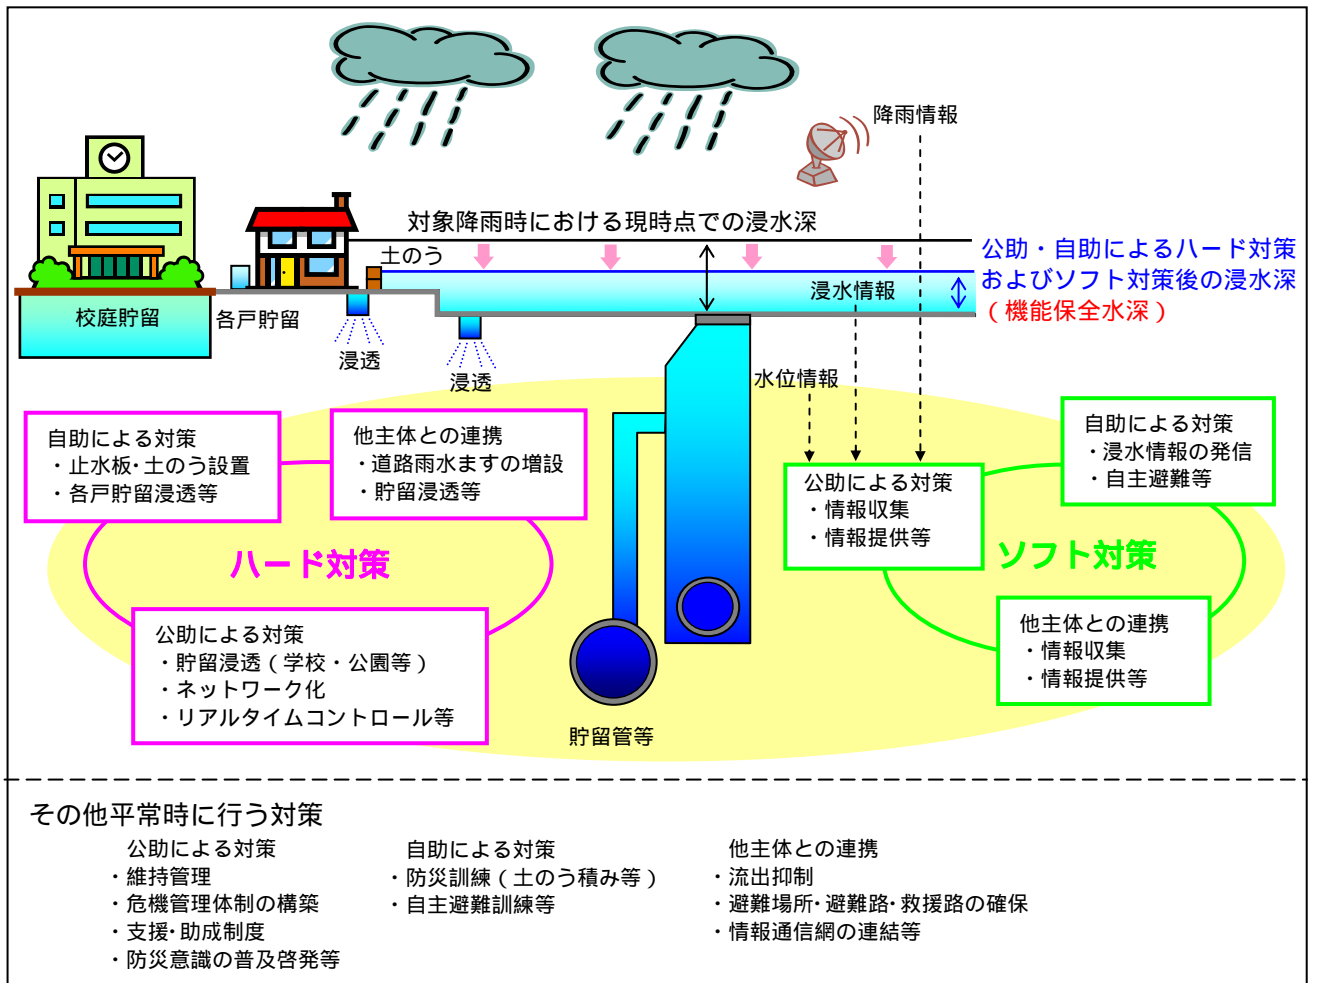 降雨情報
対象降雨時における現時点での浸水深
土のう
公助・自助によるハード対策
およびソフト対策後の浸水深
（機能保全水深）
浸水情報
校庭貯留
各戸貯留
浸透
浸透
水位情報
自助による対策
・止水板・土のう設置
・各戸貯留浸透等
他主体との連携
・道路雨水ますの増設
・貯留浸透等
ハード対策
公助による対策
・貯留浸透（学校・公園等）
・ネットワーク化
・リアルタイムコントロール等
貯留管等
公助による対策
・情報収集
・情報提供等
自助による対策
・浸水情報の発信
・自主避難等
ソフト対策
他主体との連携
・情報収集
・情報提供等
その他平常時に行う対策
公助による対策
・維持管理
・危機管理体制の構築
・支援・助成制度
・防災意識の普及啓発等
自助による対策
・防災訓練（土のう積み等）
・自主避難訓練等
他主体との連携
・流出抑制
・避難場所・避難路・救援路の確保
・情報通信網の連結等